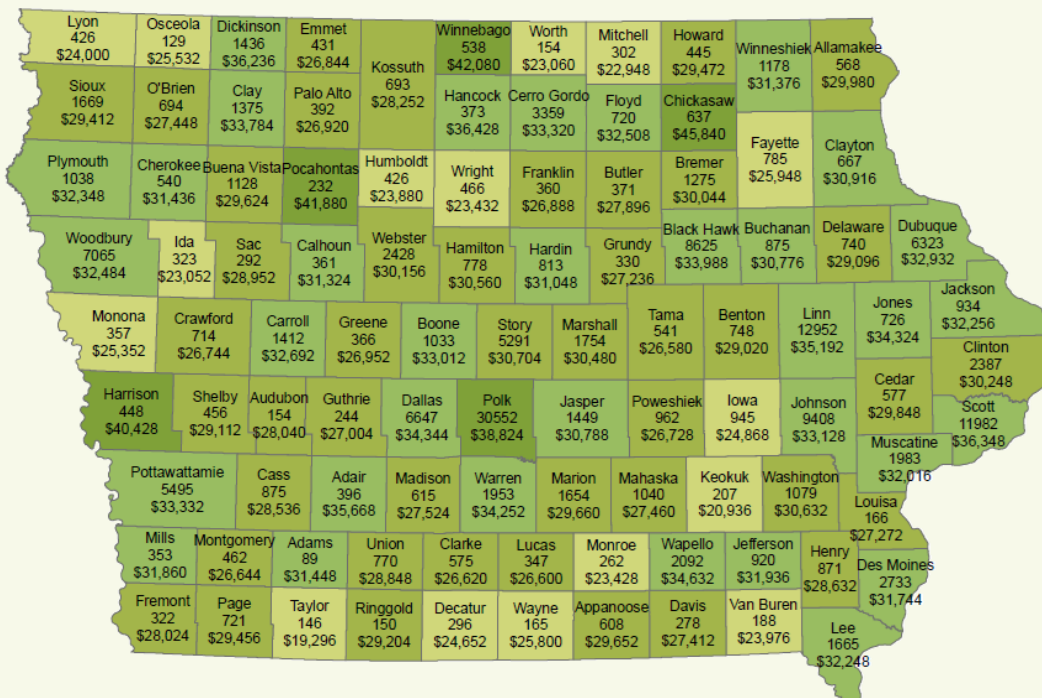 Lyon
426
$24,000
Osceola
129
$25,532
Dickinson
1436
$36,236
Emmet
431
$26,844
Kossuth
693
$28,252
Winnebago
538
$42,080
Worth
154
$23,060
Mitchell
302
$22,948
Howard
445
$29,472
Winneshiek
1178
$31,376
Allamakee
568
$29,980
Sioux
1669
$29,412
O'Brien
694
$27,448
Clay
1375
$33,784
Palo Alto
392
$26,920
Hancock
373
$36,428
Cerro Gordo
3359
$33,320
Floyd
720
$32,508
Chickasaw
637
$45,840
Fayette
785
$25,948
Clayton
667
$30,916
Plymouth
1038
$32,348
Cherokee
540
$31,436
Buena Vista
1128
$29,624
Pocahontas
232
$41,880
Humboldt
426
$23,880
Wright
466
$23,432
Franklin
360
$26,888
Butler
371
$27,896
Bremer
1275
$30,044
Woodbury
7065
$32,484
Ida
323
$23,052
Sac
292
$28,952
Calhoun
361
$31,324
Webster
2428
$30,156
Hamilton
778
$30,560
Hardin
813
$31,048
Grundy
330
$27,236
Black Hawk
8625
$33,988
Buchanan
875
$30,776
Delaware
740
$29,096
Dubuque
6323
$32,932
Monona
357
$25,352
Crawford
714
$26,744
Carroll
1412
$32,692
Greene
366
$26,952
Boone
1033
$33,012
Story
5291
$30,704
Marshall
1754
$30,480
Tama
541
$26,580
Benton
748
$29,020
Linn
12952
$35,192
Jones
726
$34,324
Jackson
934
$32,256
Clinton
2387
$30,248
Harrison
448
$40,428
Shelby
456
$29,112
Audubon
154
$28,040
Guthrie
244
$27,004
Dallas
6647
$34,344
Polk
30552
$38,824
Jasper
1449
$30,788
Poweshiek
962
$26,728
Iowa
945
$24,868
Johnson
9408
$33,128
Cedar
577
$29,848
Scott
11982
$36,348
Muscatine
1983
$32,016
Pottawattamie
5495
$33,332
Cass
875
$28,536
Adair
396
$35,668
Madison
615
$27,524
Warren
1953
$34,252
Marion
1654
$29,660
Mahaska
1040
$27,460
Keokuk
207
$20,936
Washington
1079
$30,632
Louisa
166
$27,272
Mills
353
$31,860
Montgomery
462
$26,644
Adams
89
$31,448
Union
770
$28,848
Clarke
575
$26,620
Lucas
347
$26,600
Monroe
262
$23,428
Wapello
2092
$34,632
Jefferson
920
$31,936
Henry
871
$28,632
Des Moines
2733
$31,744
Fremont
322
$28,024
Page
721
$29,456
Taylor
146
$19,296
Ringgold
150
$29,204
Decatur
296
$24,652
Wayne
165
$25,800
Appanoose
608
$29,652
Davis
278
$27,412
Van Buren
188
$23,976
Lee
1665
$32,248